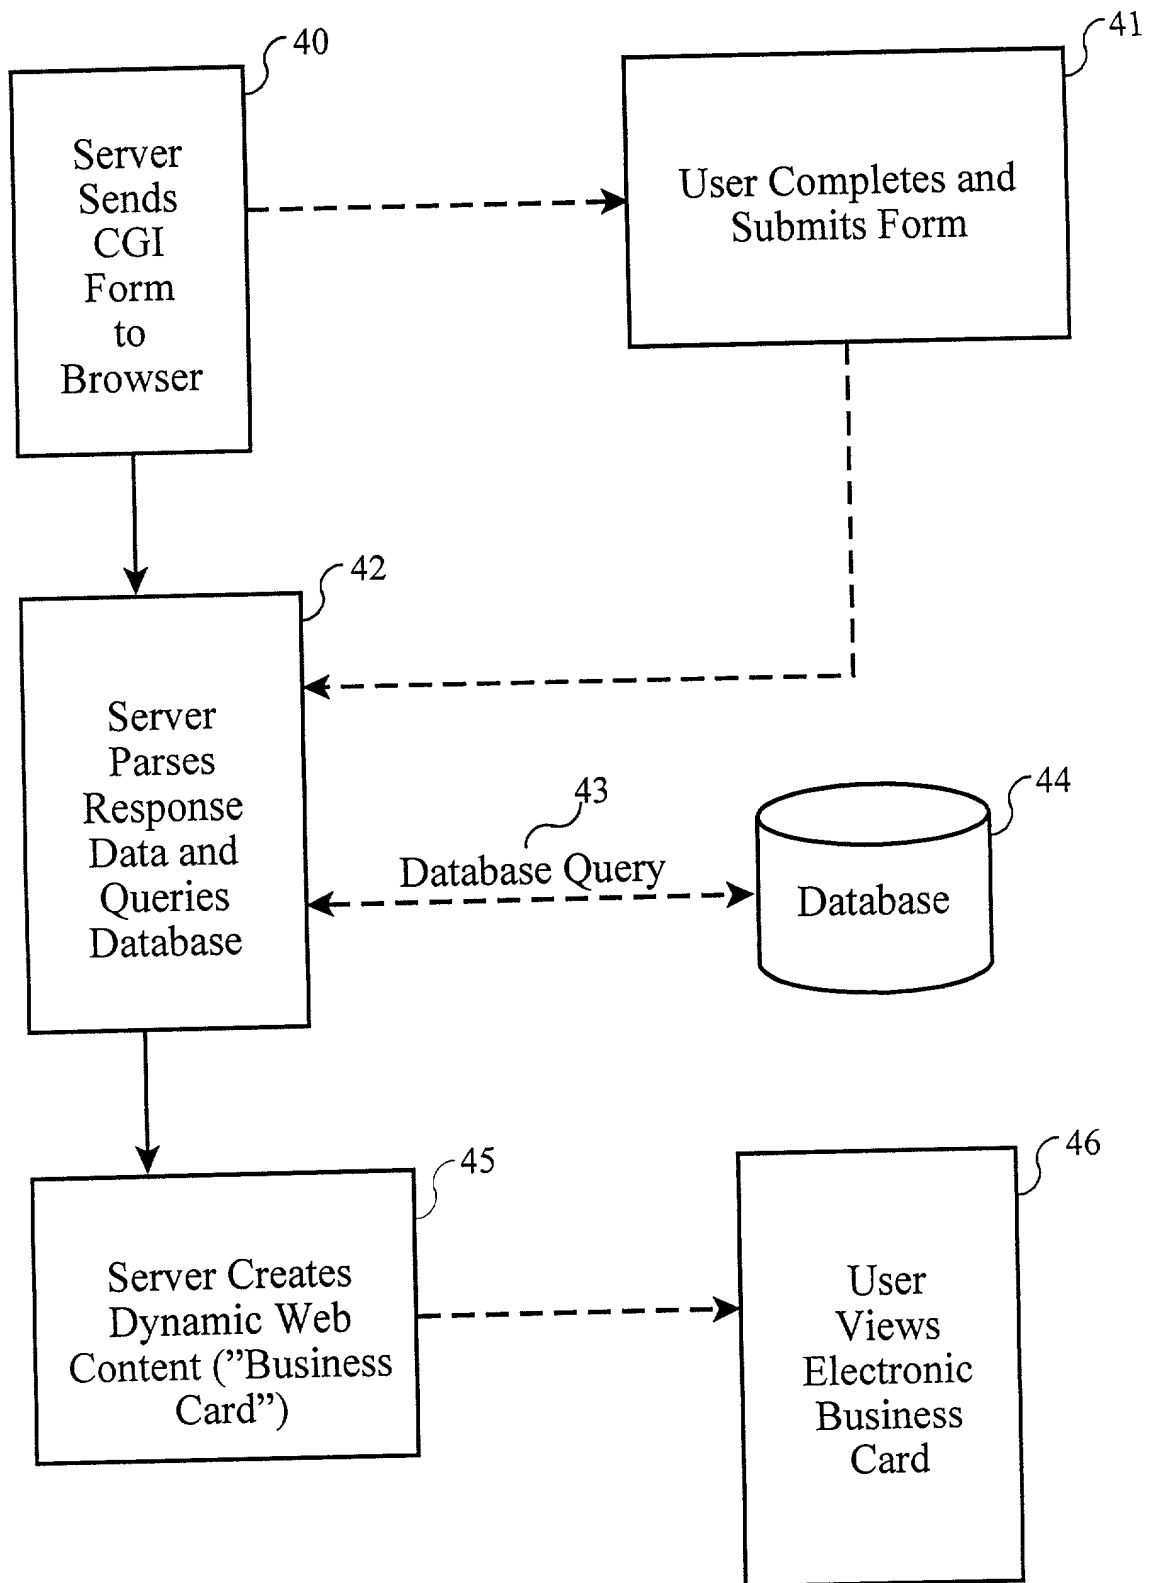 40
Server
Sends
CGI
Form
to
Browser
41
User Completes and
Submits Form
42
Server
Parses
Response
Data and
Queries
Database
43
Database Query
44
Database
45
Server Creates
Dynamic Web
Content (”Business
Card”)
46
User
Views
Electronic
Business
Card